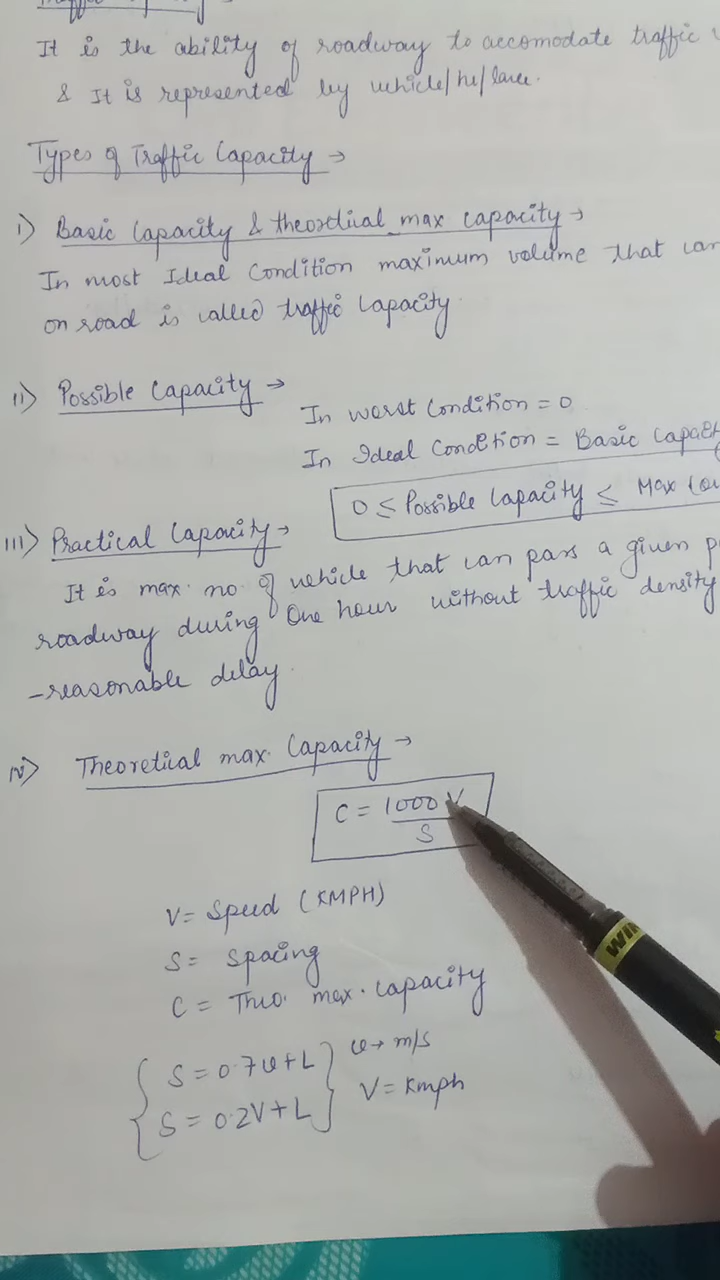 It is the ability of roadway to accomodate traffic
& It is represented by vehicle/hr/lane.
Types of Traffic Capacity →
i) Basic Capacity & theoretical max capacity →
In most Ideal Condition maximum volume that can
on road is called traffic Capacity.
ii) Possible Capacity →
In worst Condition = 0
In Ideal Condition = Basic Capacity
0 ≤ Possible Capacity ≤ Max
iii) Practical Capacity →
It is max. no. of vehicle that can pass a given
roadway during One hour without traffic density
-reasonable delay.
iv) Theoretical max. Capacity →
C = 1000 V
S
V = Speed (KMPH)
S = Spacing
C = Theo. max. capacity
S = 0.7v+L v→ m/s
S = 0.2V+L V = Kmph
WIN